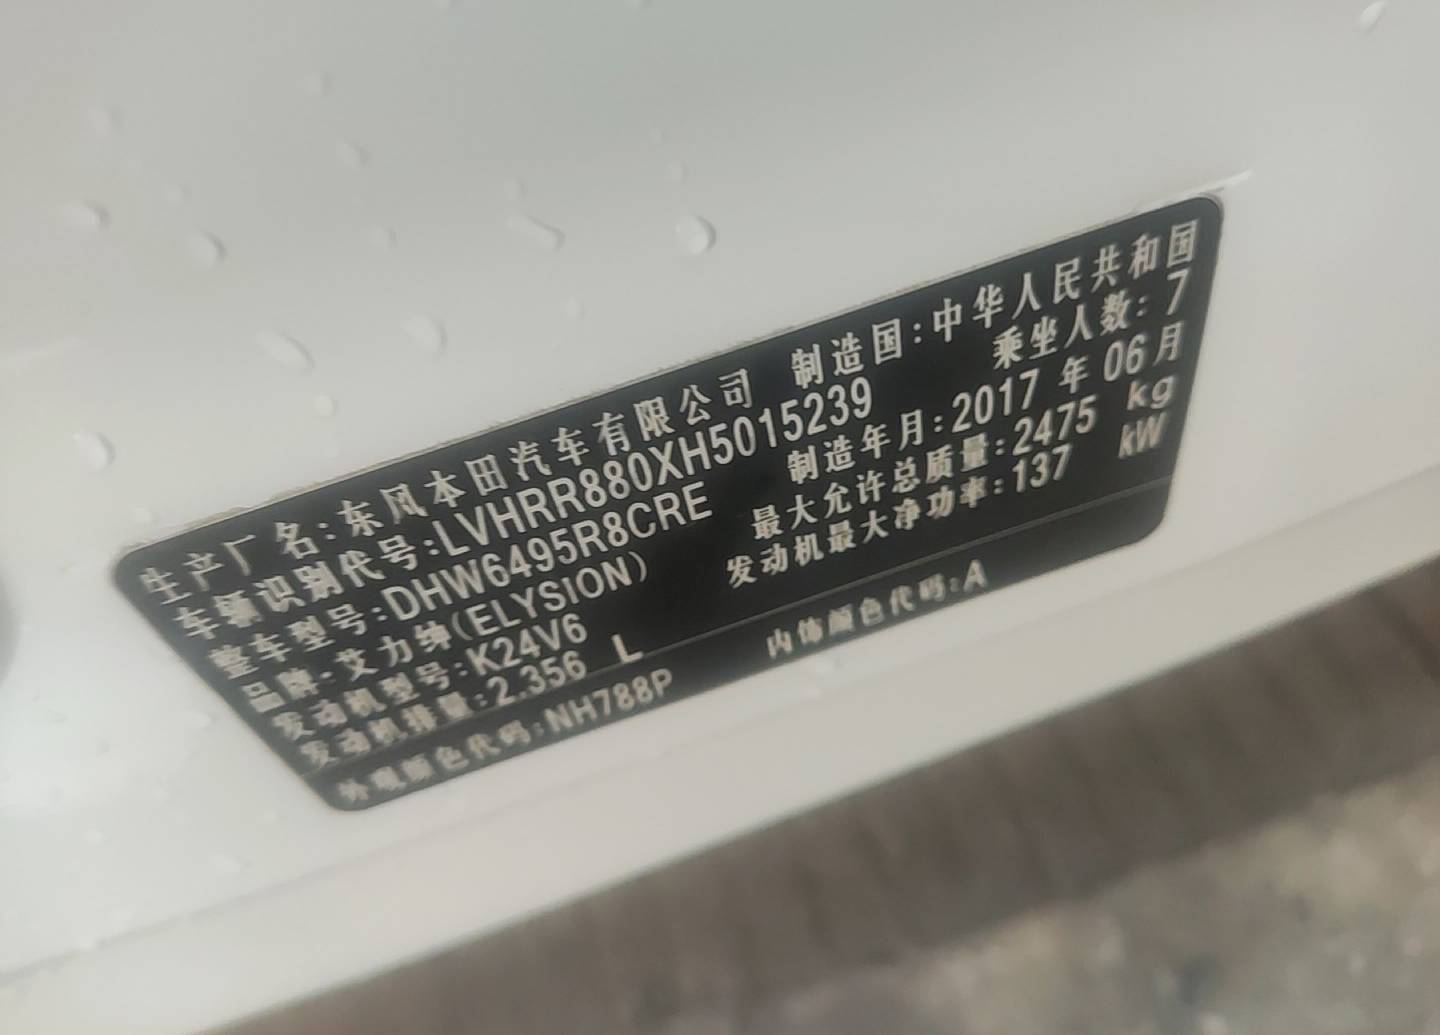 生产厂名:东风本田汽车有限公司 制造国:中华人民共和国
车辆识别代号:LVHRR880XH5015239 乘坐人数:7
整车型号:DHW6495R8CRE 制造年月:2017 年 06 月
品牌:艾力绅(ELYSION) 最大允许总质量:2475 kg
发动机型号:K24V6 发动机最大净功率:137 kW
发动机排量:2.356 L
外观颜色代码:NH788P 内饰颜色代码:A